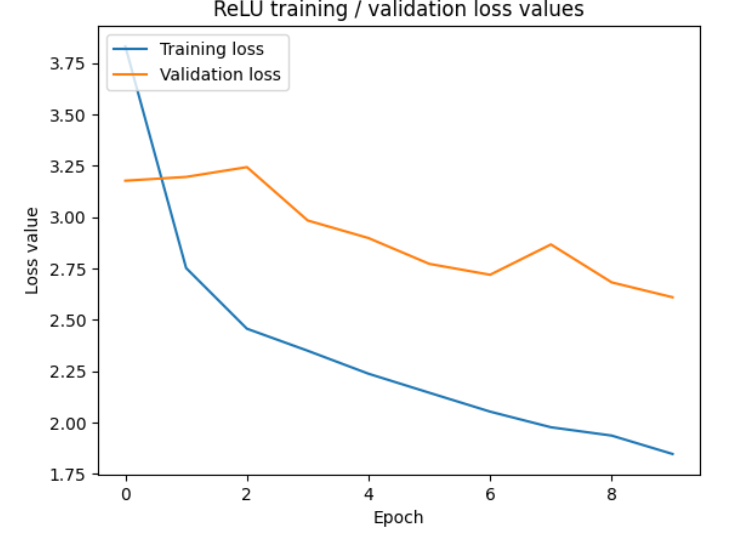 ReLU training / validation loss values
Training loss
Validation loss
Loss value
3.75
3.50
3.25
3.00
2.75
2.50
2.25
2.00
1.75
0 2 4 6 8
Epoch